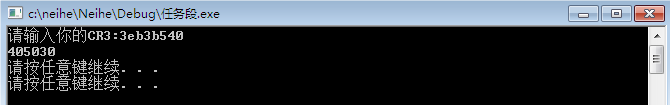 c:\neihe\Neihe\Debug\任务段.exe
请输入你的CR3:3eb3b540
405030
请按任意键继续. . .
请按任意键继续. . .